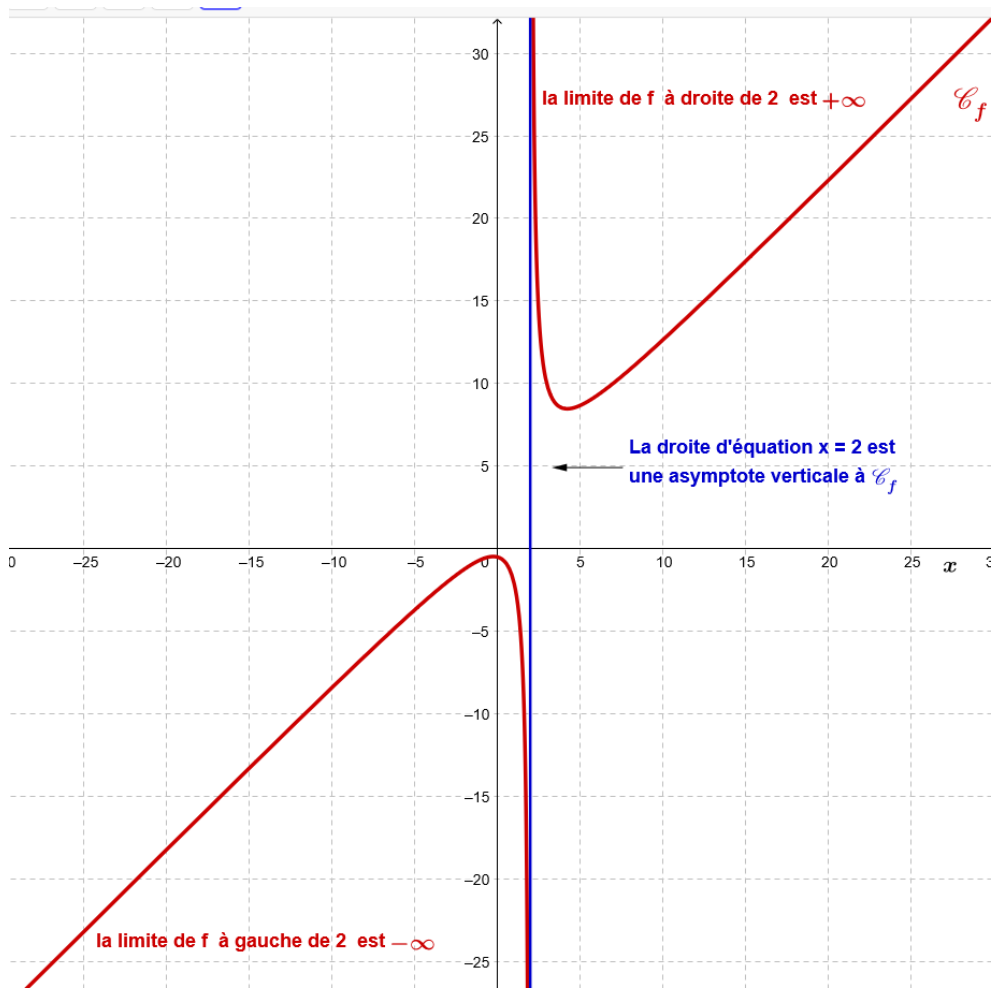 30
la limite de f à droite de 2 est +∞
𝒞f
25
20
15
10
La droite d'équation x = 2 est
5
une asymptote verticale à 𝒞f
0 –25 –20 –15 –10 –5 0 5 10 15 20 25 x 3
–5
–10
–15
–20
la limite de f à gauche de 2 est –∞
–25